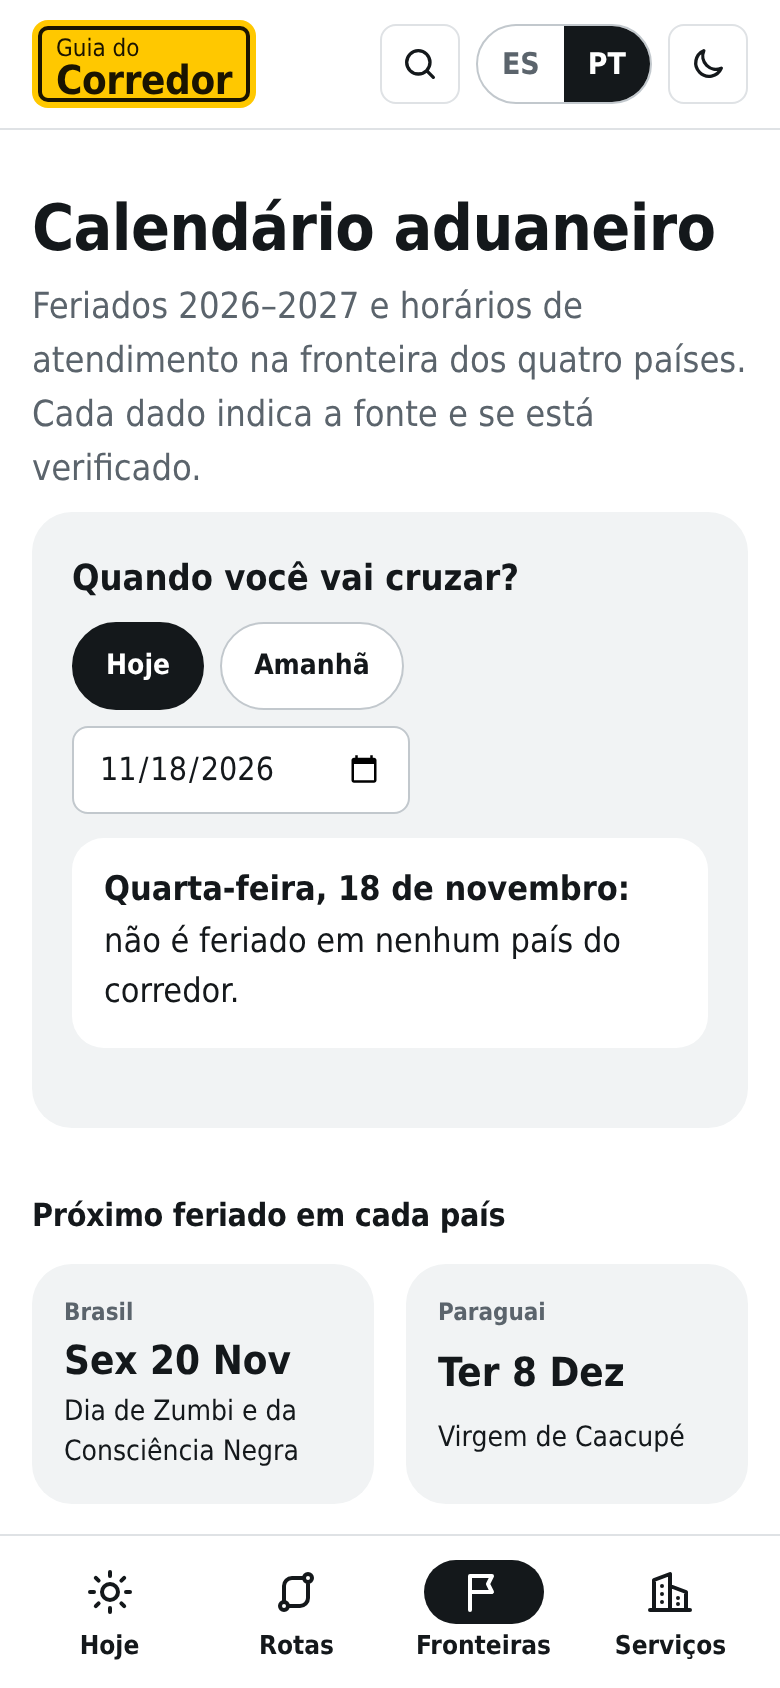 Guia do
Corredor
ES
PT
Calendário aduaneiro
Feriados 2026–2027 e horários de
atendimento na fronteira dos quatro países.
Cada dado indica a fonte e se está
verificado.
Quando você vai cruzar?
Hoje
Amanhã
11/18/2026
Quarta-feira, 18 de novembro:
não é feriado em nenhum país do
corredor.
Próximo feriado em cada país
Brasil
Sex 20 Nov
Dia de Zumbi e da
Consciência Negra
Paraguai
Ter 8 Dez
Virgem de Caacupé
Hoje
Rotas
Fronteiras
Serviços